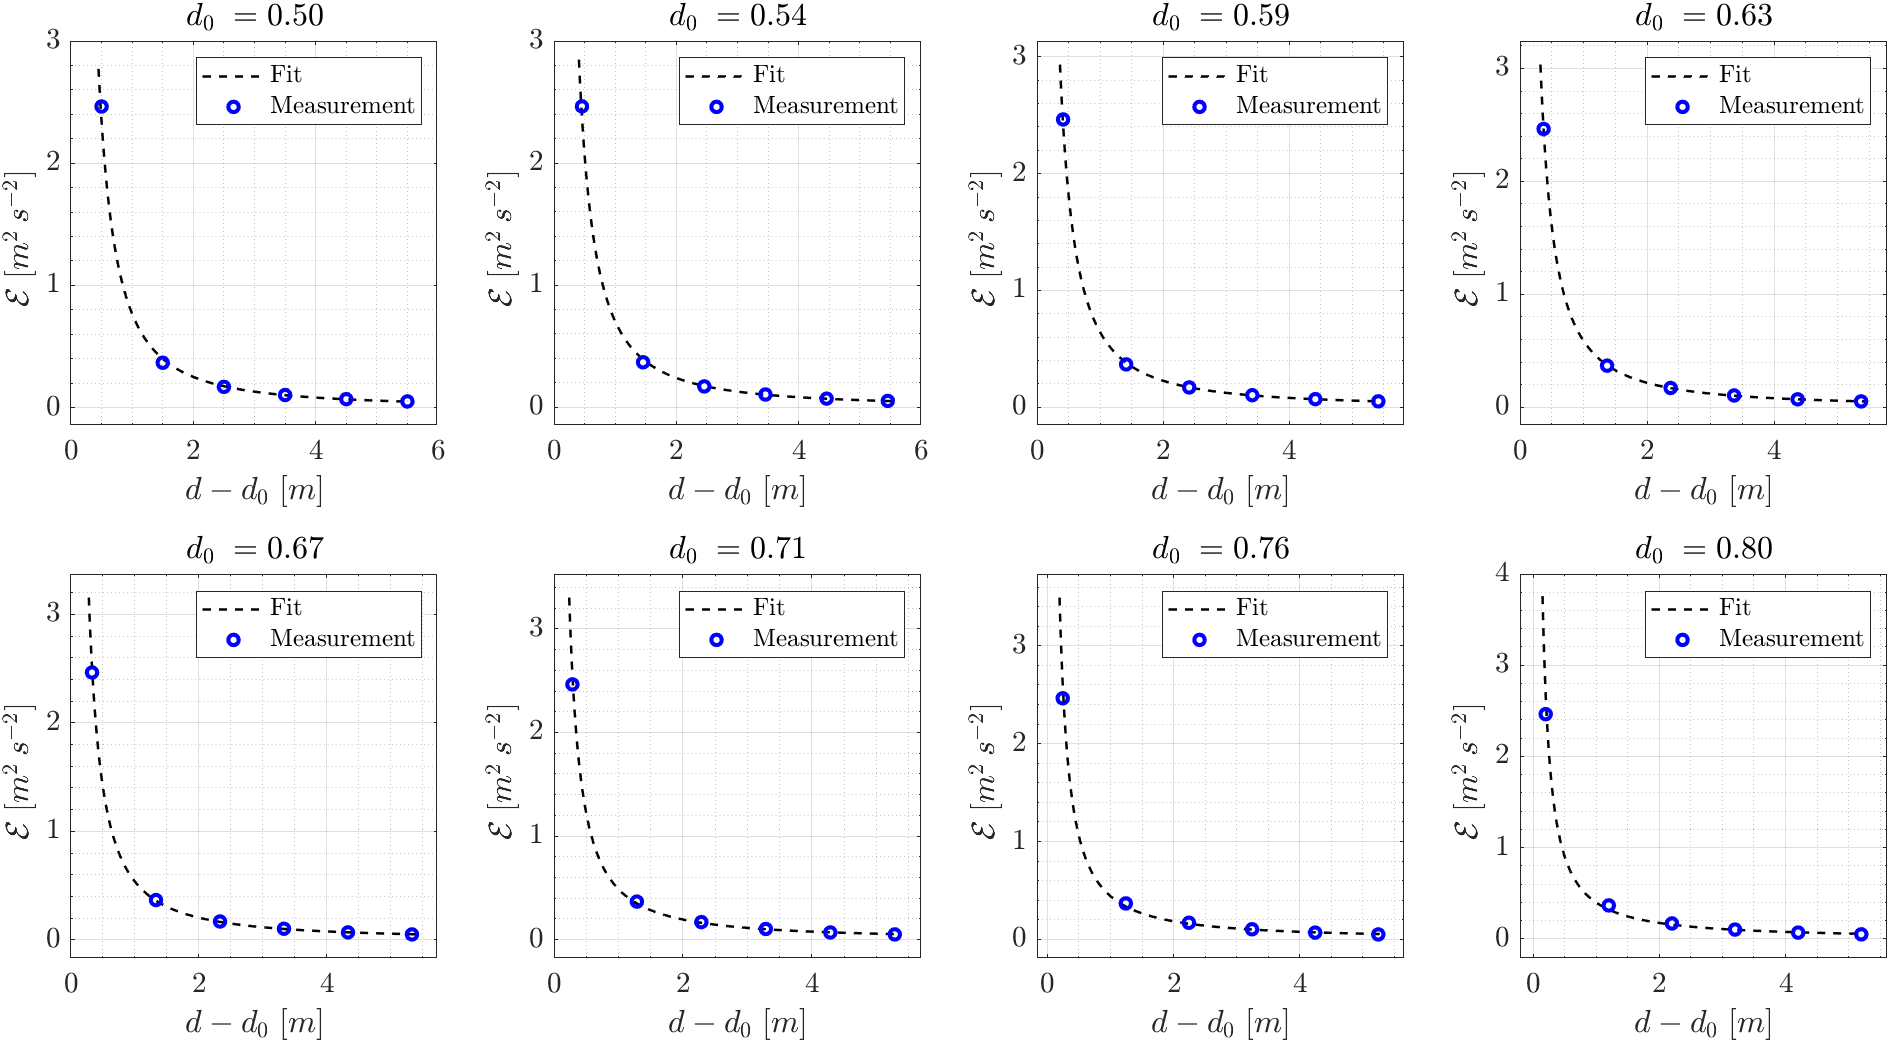 d₀ = 0.50
3
2
1
0
ℰ [m² s⁻²]
Fit
Measurement
0 2 4 6
d − d₀ [m]
d₀ = 0.54
3
2
1
0
ℰ [m² s⁻²]
Fit
Measurement
0 2 4 6
d − d₀ [m]
d₀ = 0.59
3
2
1
0
ℰ [m² s⁻²]
Fit
Measurement
0 2 4
d − d₀ [m]
d₀ = 0.63
3
2
1
0
ℰ [m² s⁻²]
Fit
Measurement
0 2 4
d − d₀ [m]
d₀ = 0.67
3
2
1
0
ℰ [m² s⁻²]
Fit
Measurement
0 2 4
d − d₀ [m]
d₀ = 0.71
3
2
1
0
ℰ [m² s⁻²]
Fit
Measurement
0 2 4
d − d₀ [m]
d₀ = 0.76
3
2
1
0
ℰ [m² s⁻²]
Fit
Measurement
0 2 4
d − d₀ [m]
d₀ = 0.80
4
3
2
1
0
ℰ [m² s⁻²]
Fit
Measurement
0 2 4
d − d₀ [m]